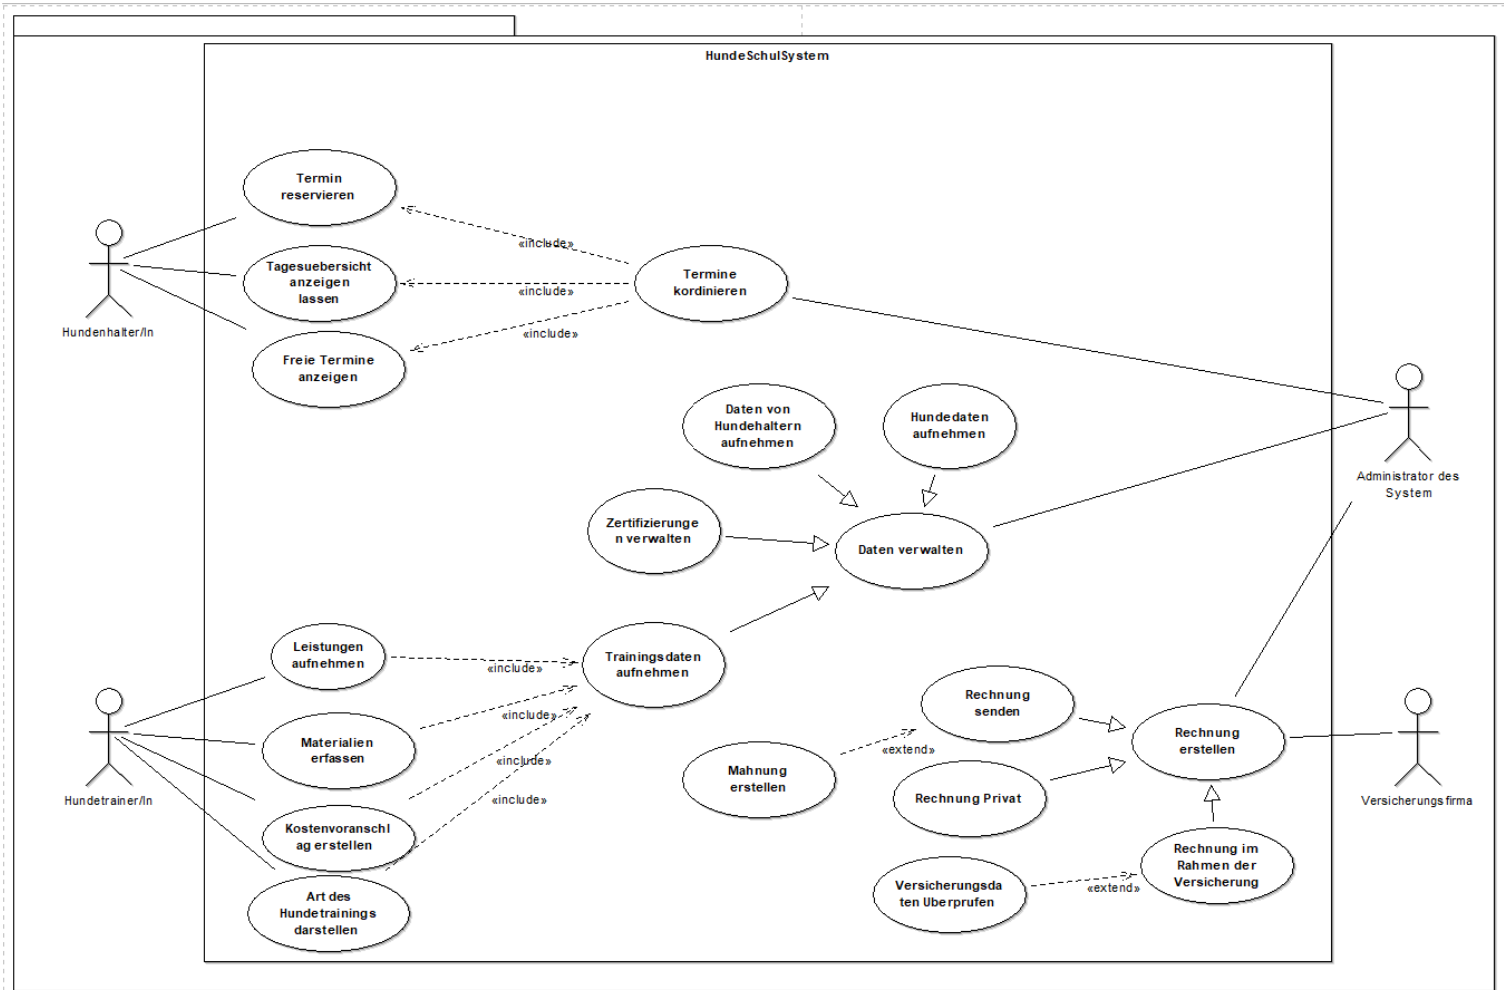 HundeSchulSystem
Termin
reservieren
«include»
Tagesuebersicht
anzeigen
lassen
«include»
Termine
kordinieren
Hundenhalter/In
«include»
Freie Termine
anzeigen
Daten von
Hundehaltern
aufnehmen
Hundedaten
aufnehmen
Administrator des
System
Zertifizierunge
n verwalten
Daten verwalten
Leistungen
aufnehmen
«include»
Trainingsdaten
aufnehmen
Rechnung
senden
«include»
Materialien
erfassen
Rechnung
erstellen
«extend»
«include»
Mahnung
erstellen
Hundetrainer/In
«include»
Rechnung Privat
Versicherungsfirma
Kostenvoranschl
ag erstellen
Rechnung im
Rahmen der
Versicherung
Versicherungsda
ten Uberprufen
«extend»
Art des
Hundetrainings
darstellen